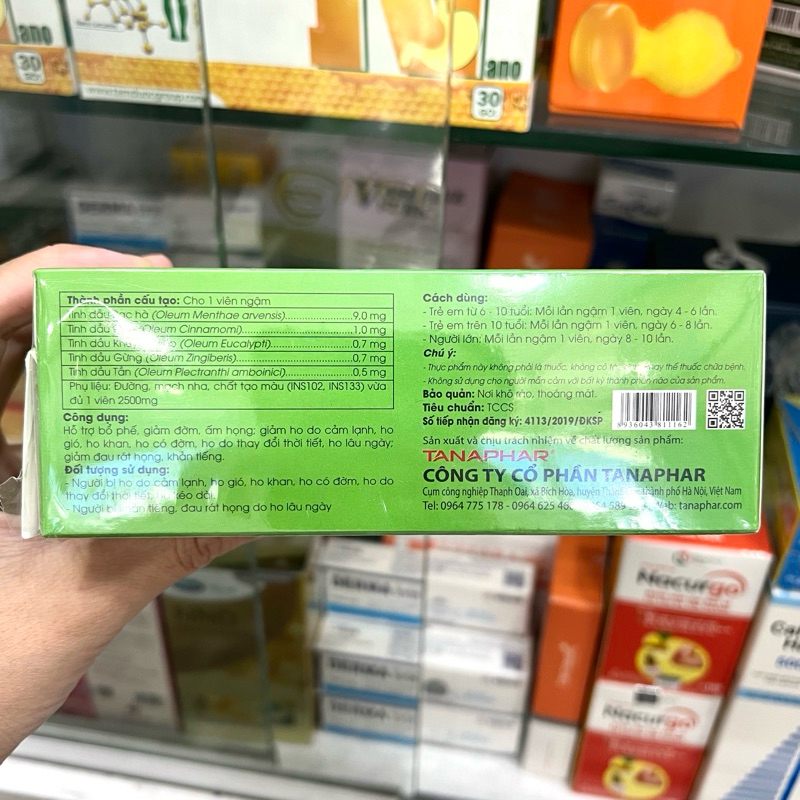 ano
30
ano
30
Thành phần cấu tạo: Cho 1 viên ngậm
Tinh dầu bạc hà (Oleum Menthae arvensis) 9,0 mg
Tinh dầu (Oleum Cinnamomi) 1,0 mg
Tinh dầu (Oleum Eucalypti) 0,7 mg
Tinh dầu Gừng (Oleum Zingiberis) 0,7 mg
Tinh dầu Tần (Oleum Plectranthi amboinici) 0,5 mg
Phụ liệu: Đường, mạch nha, chất tạo màu (INS102, INS133) vừa
đủ 1 viên 2500mg
Công dụng:
Hỗ trợ bổ phế, giảm đờm, ấm họng; giảm ho do cảm lạnh, ho
gió, ho khan, ho có đờm, ho do thay đổi thời tiết, ho lâu ngày;
giảm đau rát họng, khản tiếng.
Đối tượng sử dụng:
- Người bị ho do cảm lạnh, ho gió, ho khan, ho có đờm, ho do
thay đổi thời tiết, kéo dài
- Người bị khản tiếng, đau rát họng do ho lâu ngày
Cách dùng:
- Trẻ em từ 6 - 10 tuổi: Mỗi lần ngậm 1 viên, ngày 4 - 6 lần.
- Trẻ em trên 10 tuổi: Mỗi lần ngậm 1 viên, ngày 6 - 8 lần.
- Người lớn: Mỗi lần ngậm 1 viên, ngày 8 - 10 lần.
Chú ý:
- Thực phẩm này không phải là thuốc, không có thay thế thuốc chữa bệnh.
- Không sử dụng cho người mẫn cảm với bất kỳ thành phần nào của sản phẩm.
Bảo quản: Nơi khô ráo, thoáng mát.
Tiêu chuẩn: TCCS
Số tiếp nhận đăng ký: 4113/2019/ĐKSP
8 936043 811162
Sản xuất và chịu trách nhiệm về chất lượng sản phẩm:
TANAPHAR
CÔNG TY CỔ PHẦN TANAPHAR
Cụm công nghiệp Thanh Oai, xã Bích Hòa, huyện Thanh Oai, thành phố Hà Nội, Việt Nam
Tel: 0964 775 178 - 0964 625 Web: tanaphar.com
Nacurgo
Nacurgo